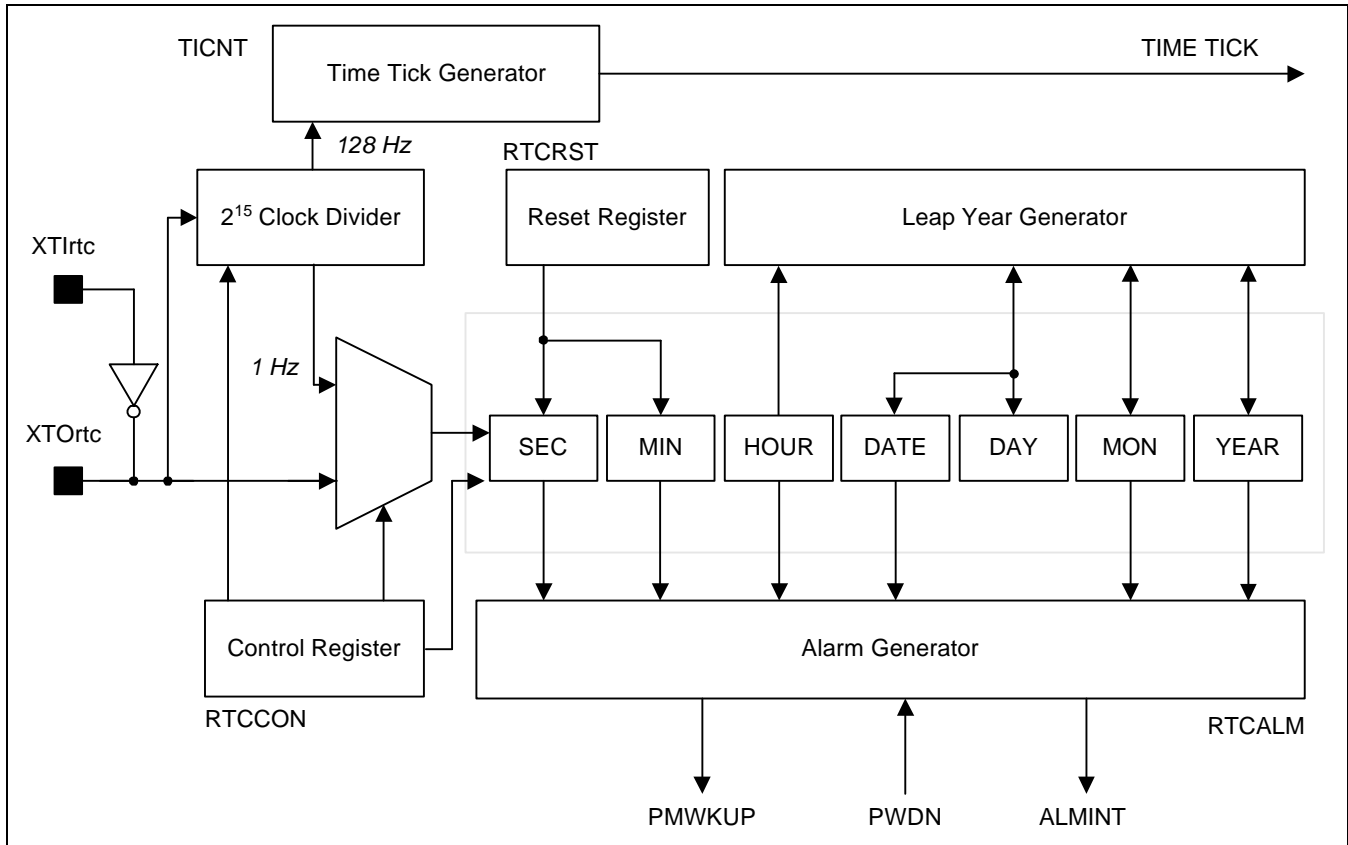 TICNT
Time Tick Generator
TIME TICK
128 Hz
RTCRST
2¹⁵ Clock Divider
Reset Register
Leap Year Generator
XTIrtc
1 Hz
XTOrtc
SEC
MIN
HOUR
DATE
DAY
MON
YEAR
Control Register
Alarm Generator
RTCCON
RTCALM
PMWKUP
PWDN
ALMINT